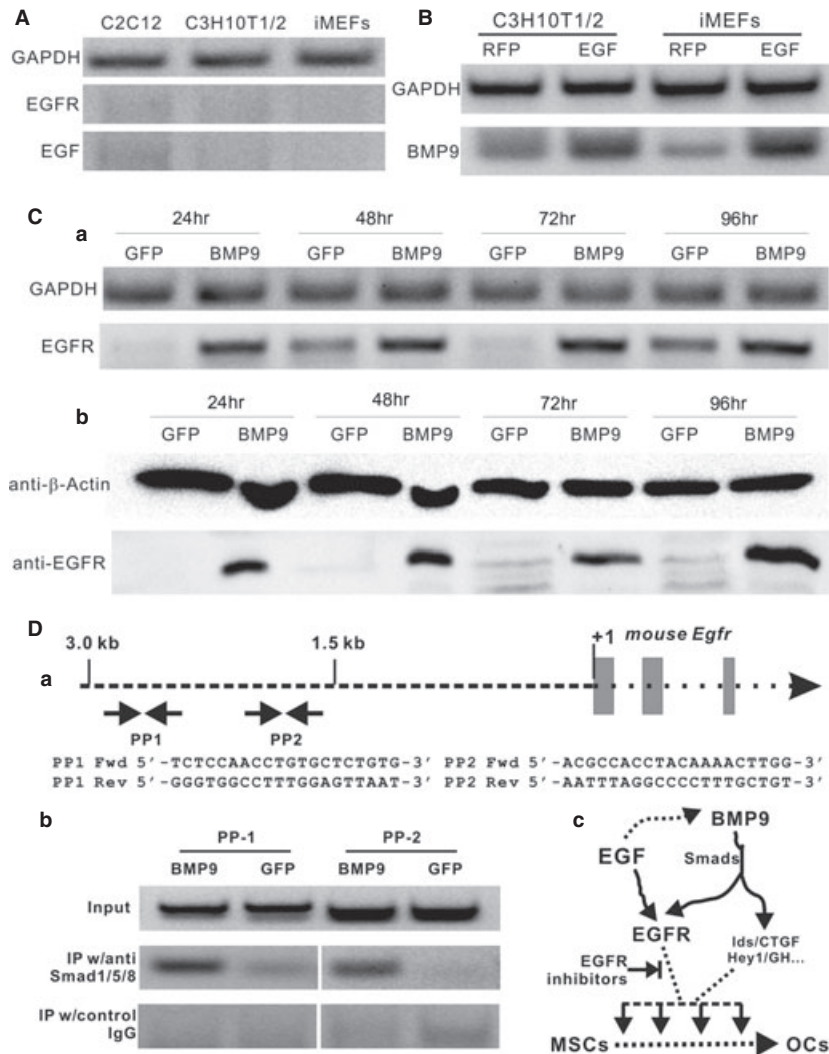 A
C2C12 C3H10T1/2 iMEFs
GAPDH
EGFR
EGF
B
C3H10T1/2 iMEFs
RFP EGF RFP EGF
GAPDH
BMP9
C
a
24hr 48hr 72hr 96hr
GFP BMP9 GFP BMP9 GFP BMP9 GFP BMP9
GAPDH
EGFR
b
24hr 48hr 72hr 96hr
GFP BMP9 GFP BMP9 GFP BMP9 GFP BMP9
anti-β-Actin
anti-EGFR
D
a
3.0 kb 1.5 kb +1 mouse Egfr
PP1 PP2
PP1 Fwd 5′-TCTCCAACCTGTGCTCTGTG-3′ PP2 Fwd 5′-ACGCCACCTACAAAACTTGG-3′
PP1 Rev 5′-GGGTGGCCTTTGGAGTTAAT-3′ PP2 Rev 5′-AATTTAGGCCCCTTTGCTGT-3′
b
PP-1 PP-2
BMP9 GFP BMP9 GFP
Input
IP w/anti
Smad1/5/8
IP w/control
IgG
c
BMP9
EGF
Smads
EGFR
Ids/CTGF
Hey1/GH...
EGFR
inhibitors
MSCs OCs